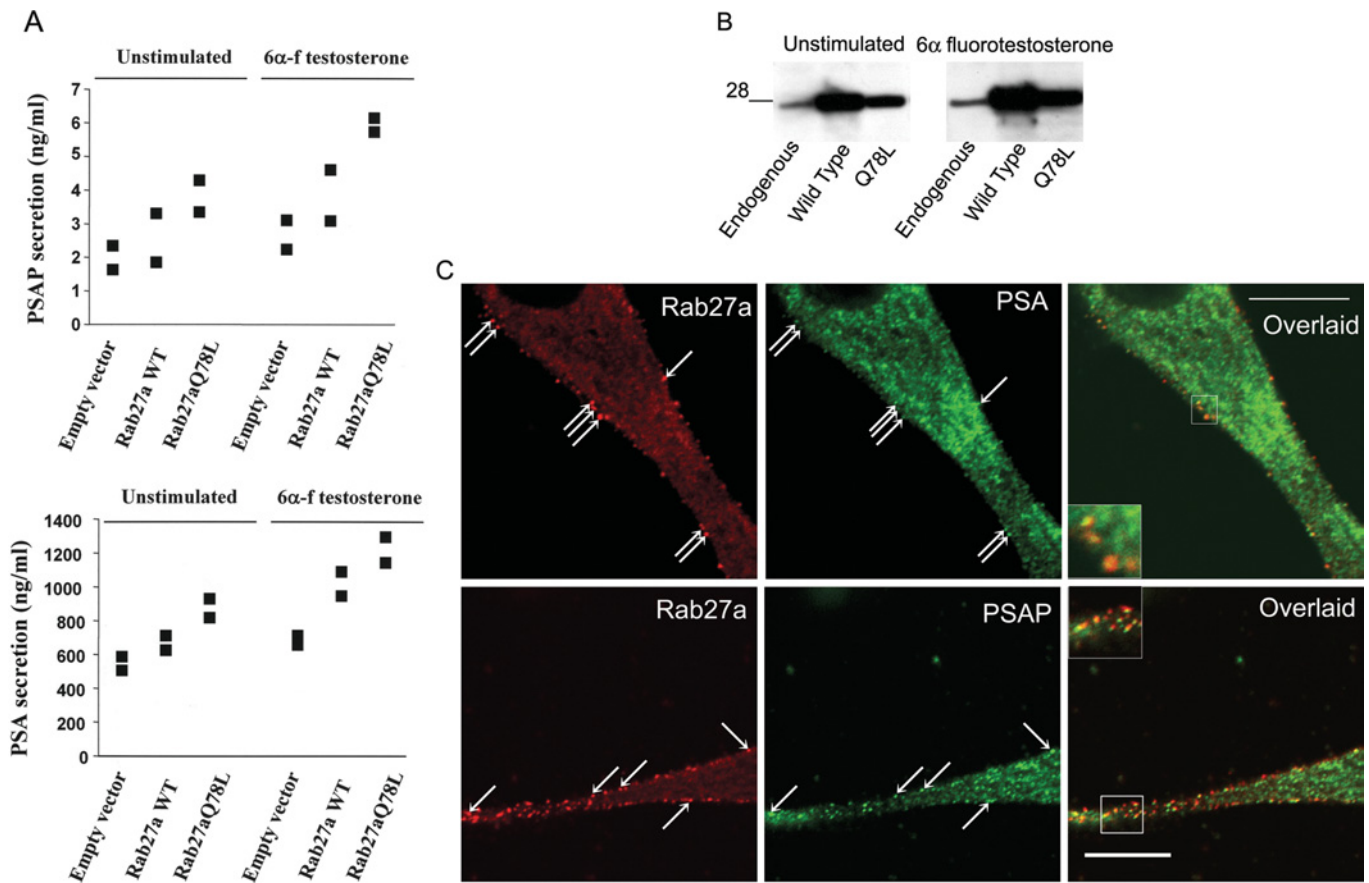 A
Unstimulated
6α-f testosterone
PSAP secretion (ng/ml)
7
6
5
4
3
2
1
0
Empty vector
Rab27a WT
Rab27aQ78L
Empty vector
Rab27a WT
Rab27aQ78L
Unstimulated
6α-f testosterone
PSA secretion (ng/ml)
1400
1200
1000
800
600
400
200
0
Empty vector
Rab27a WT
Rab27aQ78L
Empty vector
Rab27a WT
Rab27aQ78L
B
Unstimulated
6α fluorotestosterone
28
Endogenous
Wild Type
Q78L
Endogenous
Wild Type
Q78L
C
Rab27a
PSA
Overlaid
Rab27a
PSAP
Overlaid